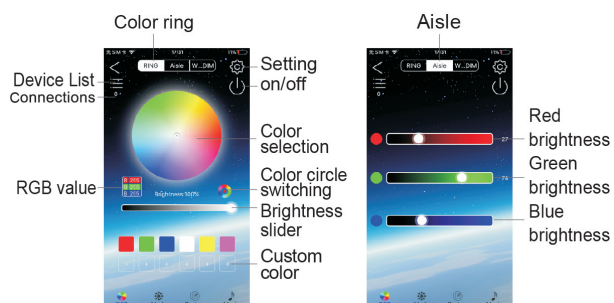 Color ring
Aisle
RING Aisle W...DIM
RING Aisle W...DIM
Device List
Connections
0
Setting
on/off
Color
selection
RGB value
Brightness:100%
Color circle
switching
Brightness
slider
Custom
color
Red
brightness
27
Green
brightness
74
Blue
brightness